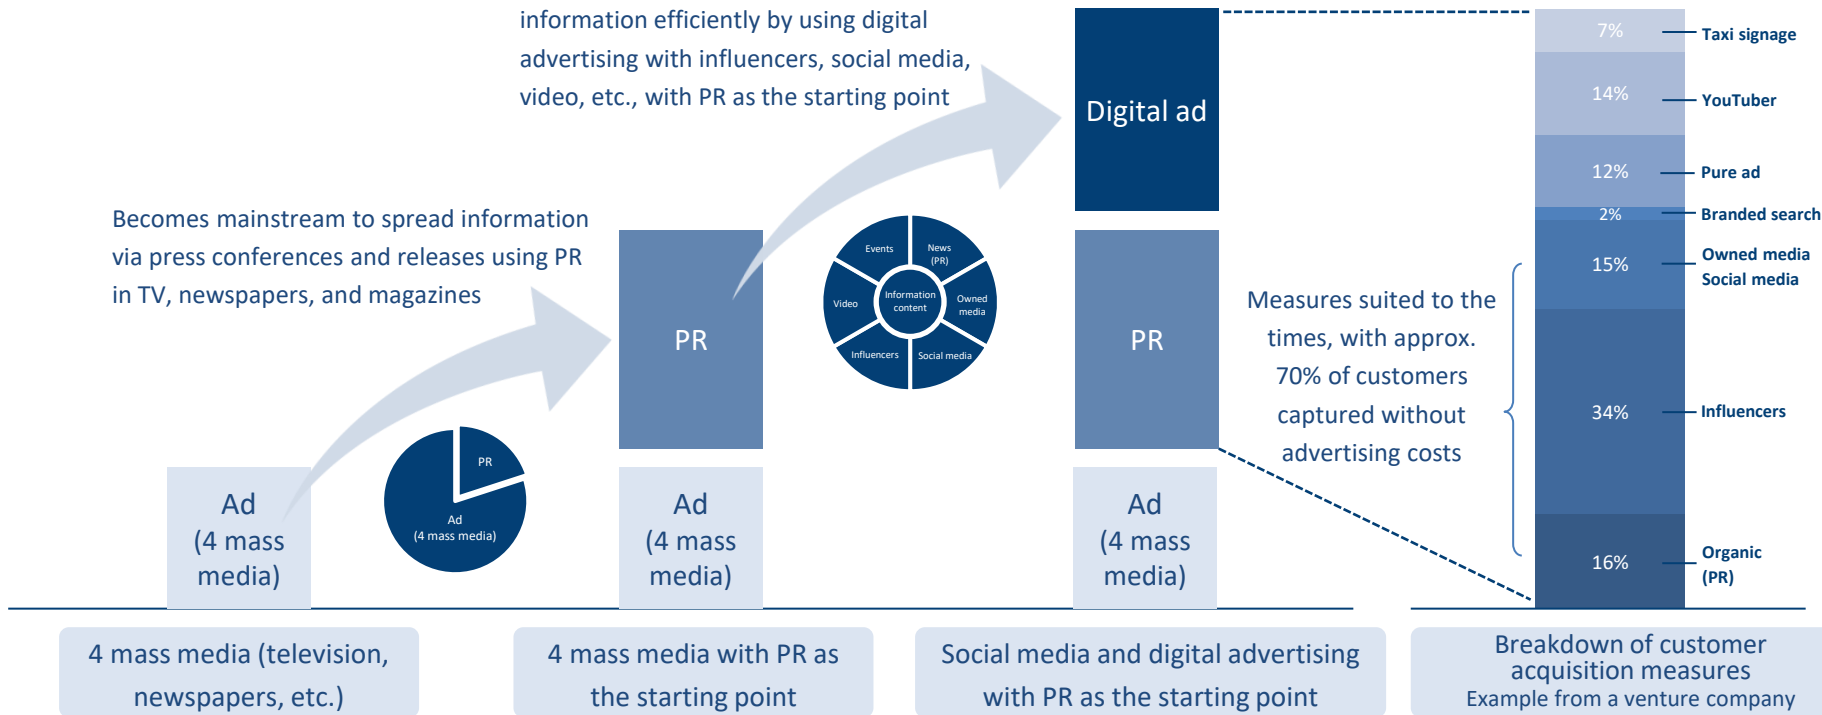 information efficiently by using digital
advertising with influencers, social media,
video, etc., with PR as the starting point
Becomes mainstream to spread information
via press conferences and releases using PR
in TV, newspapers, and magazines
Ad
(4 mass
media)
PR
Ad
(4 mass media)
PR
Ad
(4 mass
media)
Events
News
(PR)
Video
Information
content
Owned
media
Influencers
Social media
Digital ad
PR
Ad
(4 mass
media)
Measures suited to the
times, with approx.
70% of customers
captured without
advertising costs
7%
Taxi signage
14%
YouTuber
12%
Pure ad
2%
Branded search
15%
Owned media
Social media
34%
Influencers
16%
Organic
(PR)
4 mass media (television,
newspapers, etc.)
4 mass media with PR as
the starting point
Social media and digital advertising
with PR as the starting point
Breakdown of customer
acquisition measures
Example from a venture company